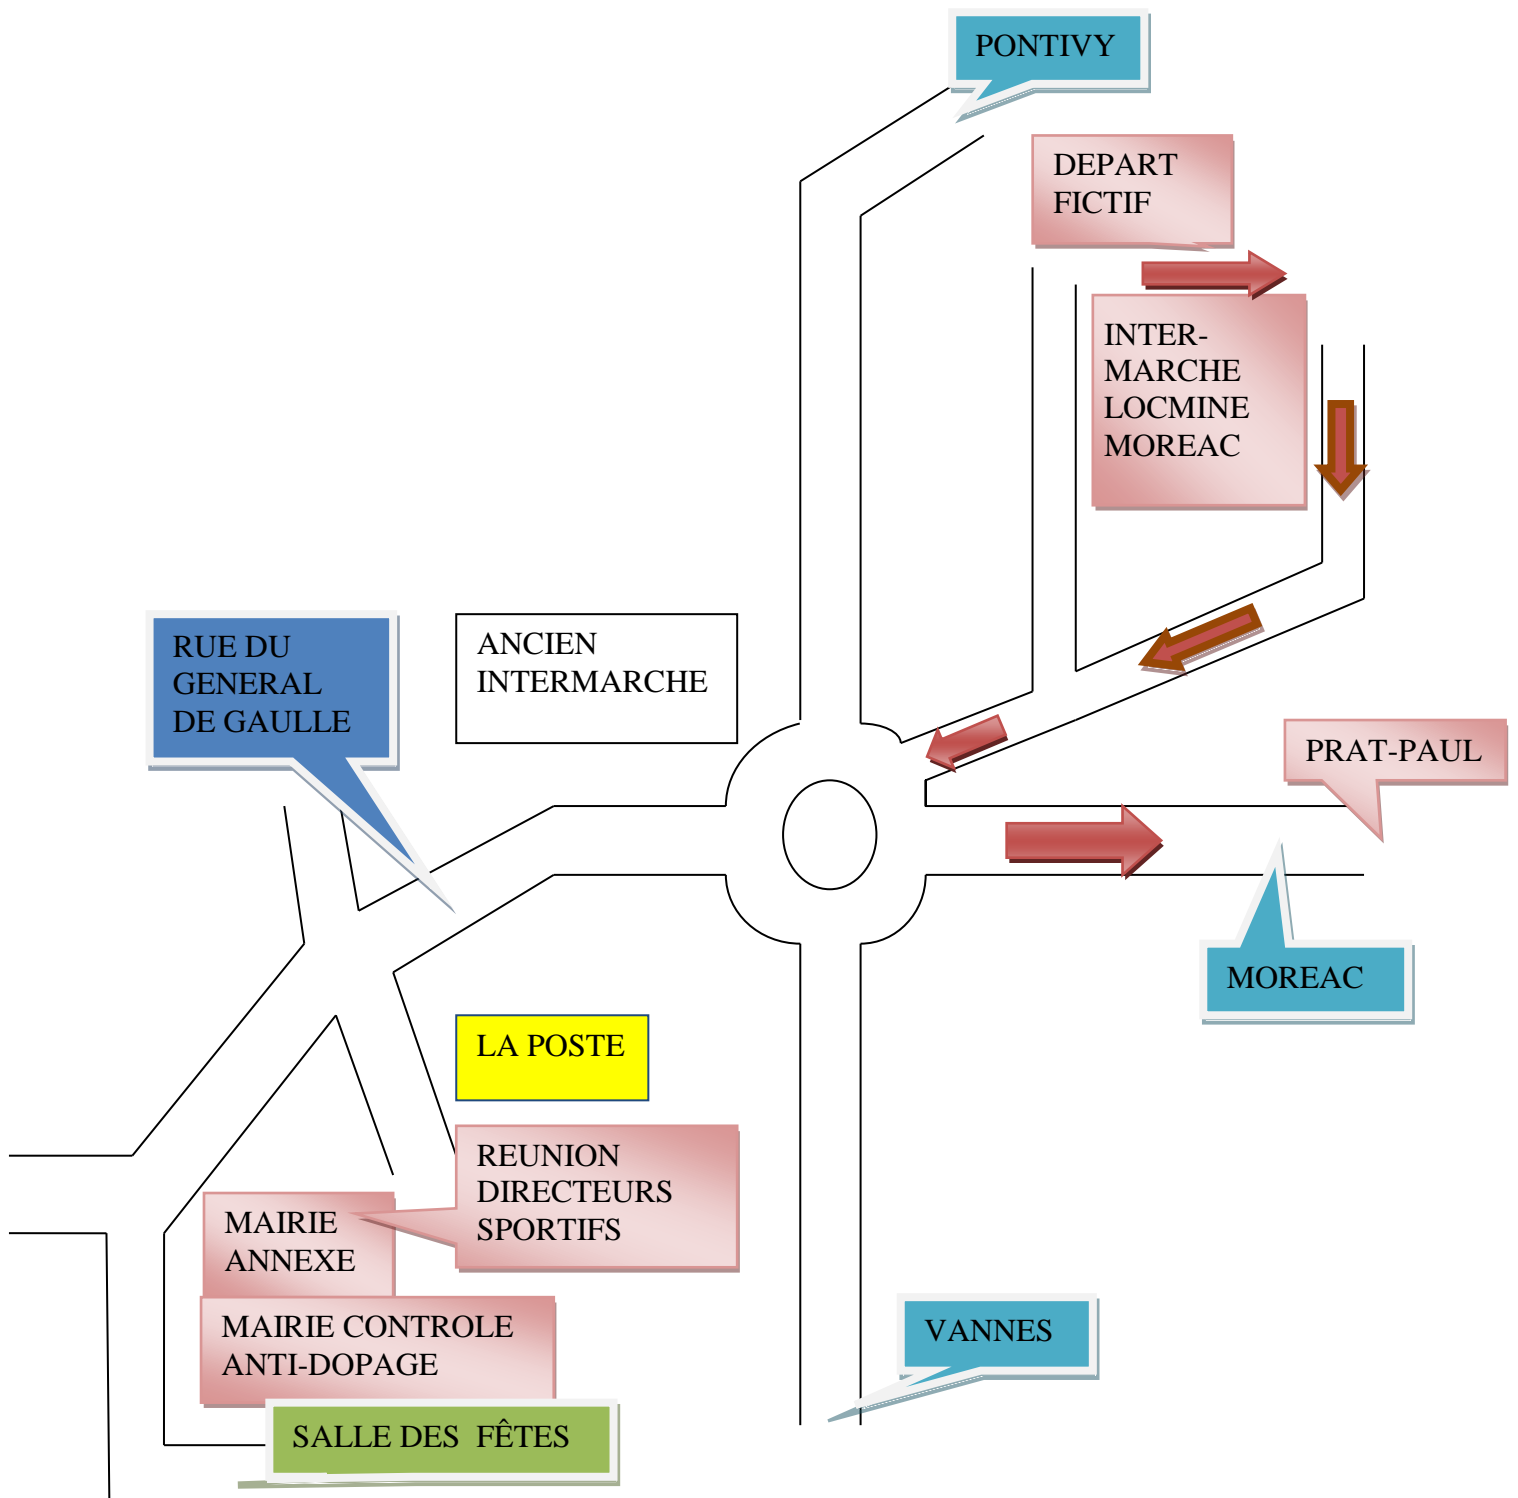 PONTIVY
DEPART
FICTIF
INTER-
MARCHE
LOCMINE
MOREAC
RUE DU
GENERAL
DE GAULLE
ANCIEN
INTERMARCHE
PRAT-PAUL
MOREAC
LA POSTE
REUNION
DIRECTEURS
SPORTIFS
MAIRIE
ANNEXE
MAIRIE CONTROLE
ANTI-DOPAGE
VANNES
SALLE DES FÊTES